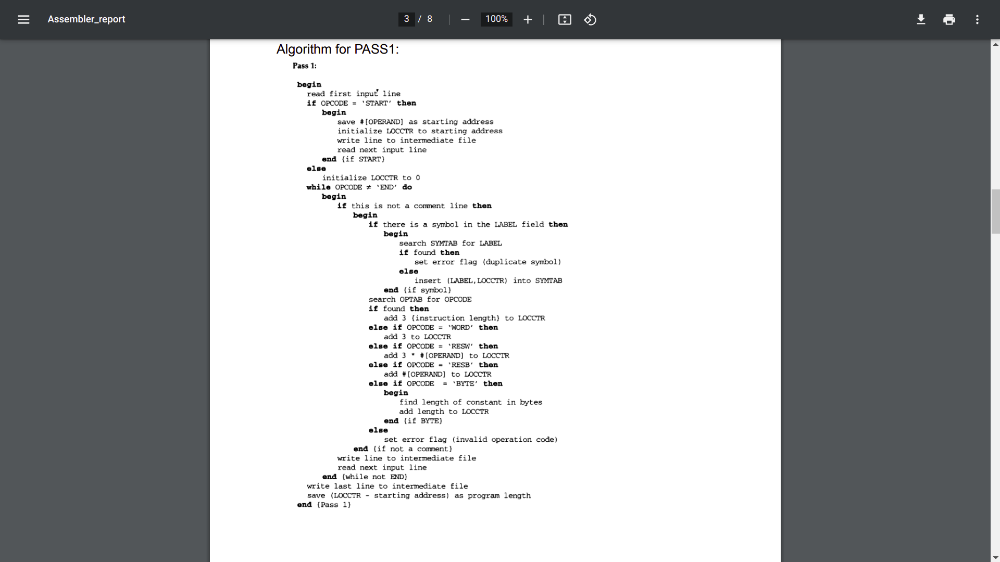 Assembler_report
3 / 8
100%
Algorithm for PASS1:
Pass 1:
begin
read first input line
if OPCODE = 'START' then
begin
save #[OPERAND] as starting address
initialize LOCCTR to starting address
write line to intermediate file
read next input line
end {if START}
else
initialize LOCCTR to 0
while OPCODE ≠ 'END' do
begin
if this is not a comment line then
begin
if there is a symbol in the LABEL field then
begin
search SYMTAB for LABEL
if found then
set error flag (duplicate symbol)
else
insert (LABEL,LOCCTR) into SYMTAB
end {if symbol}
search OPTAB for OPCODE
if found then
add 3 {instruction length} to LOCCTR
else if OPCODE = 'WORD' then
add 3 to LOCCTR
else if OPCODE = 'RESW' then
add 3 * #[OPERAND] to LOCCTR
else if OPCODE = 'RESB' then
add #[OPERAND] to LOCCTR
else if OPCODE = 'BYTE' then
begin
find length of constant in bytes
add length to LOCCTR
end {if BYTE}
else
set error flag (invalid operation code)
end {if not a comment}
write line to intermediate file
read next input line
end {while not END}
write last line to intermediate file
save (LOCCTR - starting address) as program length
end {Pass 1}